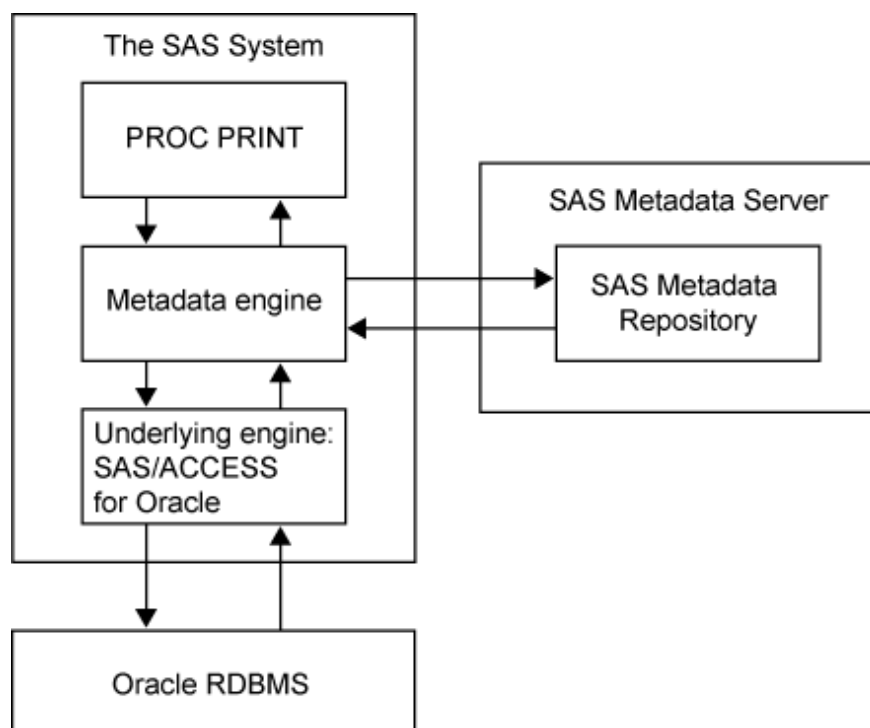 The SAS System
PROC PRINT
SAS Metadata Server
Metadata engine
SAS Metadata
Repository
Underlying engine:
SAS/ACCESS
for Oracle
Oracle RDBMS